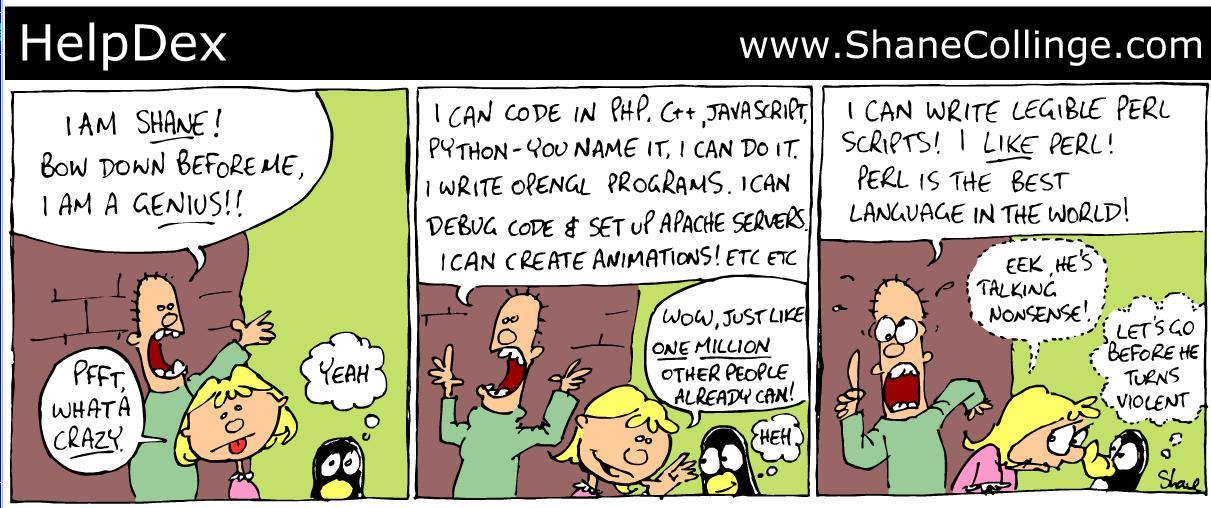 HelpDex
www.ShaneCollinge.com
I AM SHANE!
BOW DOWN BEFORE ME,
I AM A GENIUS!!
PFFT,
WHAT A
CRAZY.
YEAH
I CAN CODE IN PHP, C++, JAVASCRIPT,
PYTHON - YOU NAME IT, I CAN DO IT.
I WRITE OPENGL PROGRAMS. I CAN
DEBUG CODE & SET UP APACHE SERVERS.
I CAN CREATE ANIMATIONS! ETC ETC
WOW, JUST LIKE
ONE MILLION
OTHER PEOPLE
ALREADY CAN!
HEH
I CAN WRITE LEGIBLE PERL
SCRIPTS! I LIKE PERL!
PERL IS THE BEST
LANGUAGE IN THE WORLD!
EEK, HE'S
TALKING
NONSENSE!
LET'S GO
BEFORE HE
TURNS
VIOLENT
Shane